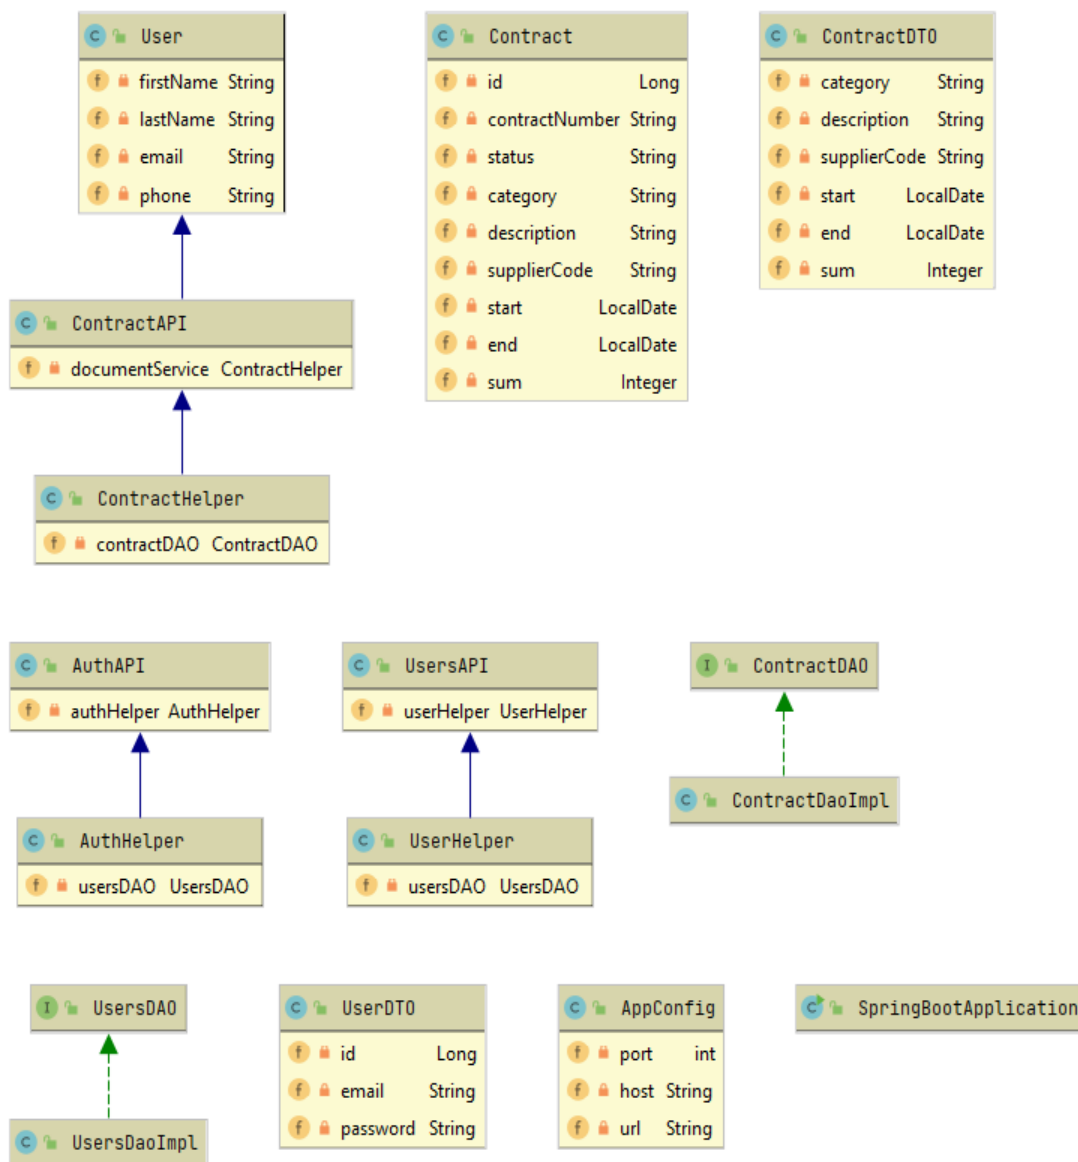 C User
f firstName String
f lastName String
f email String
f phone String
C Contract
f id Long
f contractNumber String
f status String
f category String
f description String
f supplierCode String
f start LocalDate
f end LocalDate
f sum Integer
C ContractDTO
f category String
f description String
f supplierCode String
f start LocalDate
f end LocalDate
f sum Integer
C ContractAPI
f documentService ContractHelper
C ContractHelper
f contractDAO ContractDAO
C AuthAPI
f authHelper AuthHelper
C UsersAPI
f userHelper UserHelper
I ContractDAO
C ContractDaoImpl
C AuthHelper
f usersDAO UsersDAO
C UserHelper
f usersDAO UsersDAO
I UsersDAO
C UsersDaoImpl
C UserDTO
f id Long
f email String
f password String
C AppConfig
f port int
f host String
f url String
C SpringBootApplication